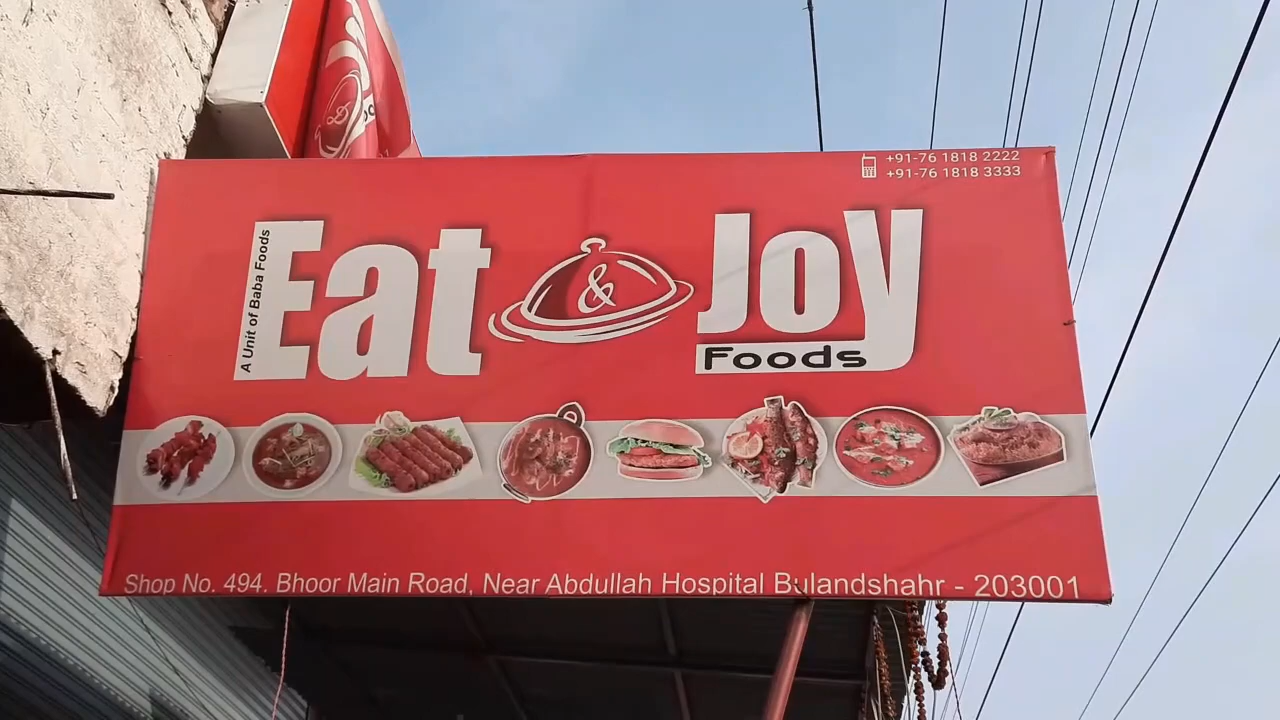 +91-76 1818 2222
+91-76 1818 3333
A Unit of Baba Foods
Eat & Joy
Foods
Shop No. 494. Bhoor Main Road, Near Abdullah Hospital Bulandshahr - 203001